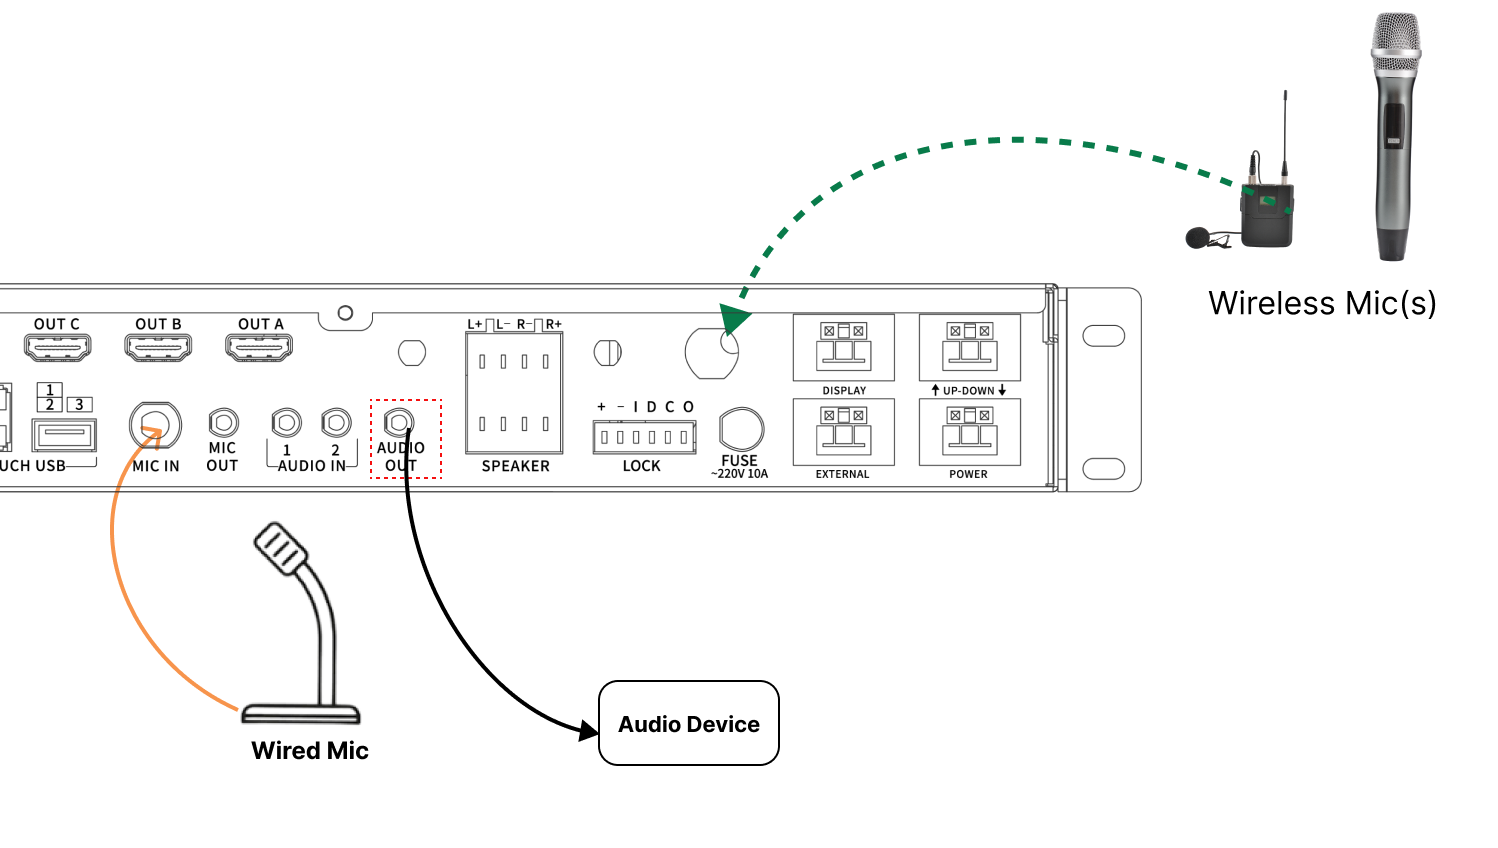 Wireless Mic(s)
OUT C
OUT B
OUT A
L+ L- R- R+
DISPLAY
↑ UP-DOWN ↓
1
2
3
+ - I D C O
MIC
OUT
1
2
AUDIO
OUT
UCH USB
MIC IN
AUDIO IN
SPEAKER
LOCK
FUSE
~220V 10A
EXTERNAL
POWER
Audio Device
Wired Mic